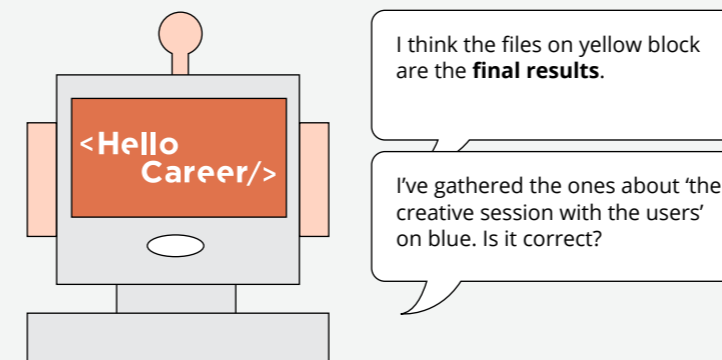 <Hello
Career/>
I think the files on yellow block
are the final results.
I've gathered the ones about ‘the
creative session with the users’
on blue. Is it correct?